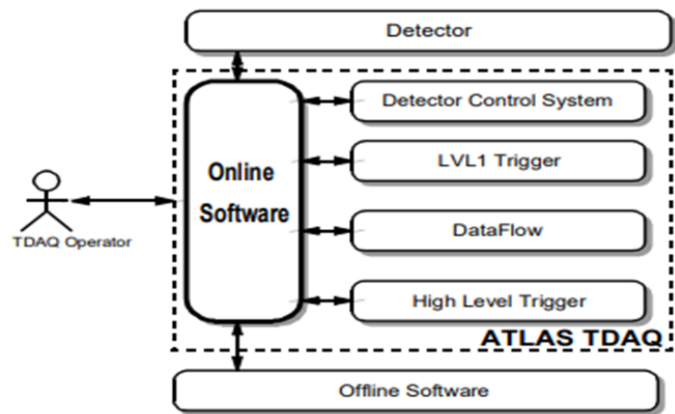 Detector
Detector Control System
Online
Software
LVL1 Trigger
TDAQ Operator
DataFlow
High Level Trigger
ATLAS TDAQ
Offline Software